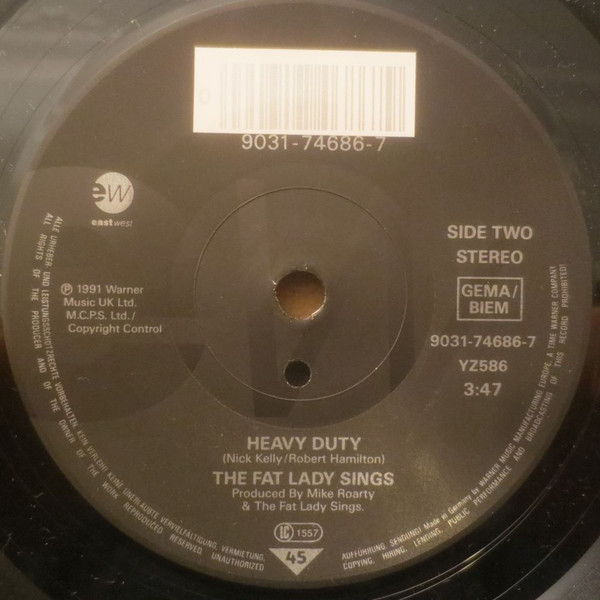 9031-74686-7
ew
eastwest
SIDE TWO
STEREO
GEMA/
BIEM
9031-74686-7
YZ586
3:47
℗ 1991 Warner
Music UK Ltd.
M.C.P.S. Ltd./
Copyright Control
HEAVY DUTY
(Nick Kelly/Robert Hamilton)
THE FAT LADY SINGS
Produced By Mike Roarty
& The Fat Lady Sings.
LC 1557
45
ALLE URHEBER UND LEISTUNGSSCHUTZRECHTE VORBEHALTEN KEIN VERLEIH! KEINE UNERLAUBTE VERVIELFÄLTIGUNG, VERMIETUNG,
AUFFÜHRUNG, SENDUNG! Made in Germany by WARNER MUSIC MANUFACTURING EUROPE, A TIME WARNER COMPANY.
ALL RIGHTS OF THE PRODUCER AND OF THE OWNER OF THE WORK REPRODUCED RESERVED, UNAUTHORIZED
COPYING, HIRING, LENDING, PUBLIC PERFORMANCE AND BROADCASTING OF THIS RECORD PROHIBITED!